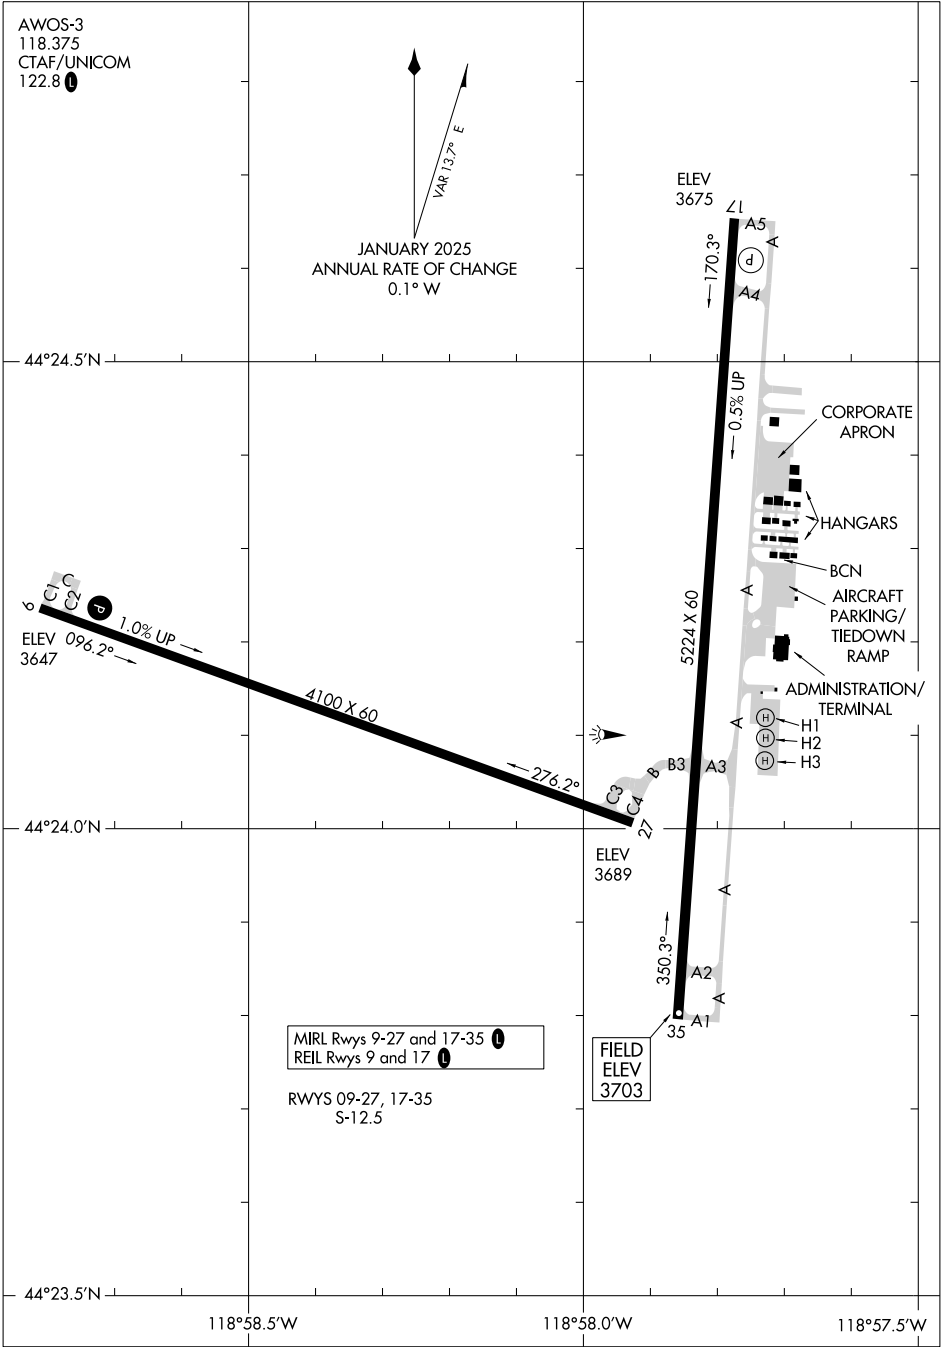 AWOS-3
118.375
CTAF/UNICOM
122.8 L
VAR 13.7° E
JANUARY 2025
ANNUAL RATE OF CHANGE
0.1° W
ELEV
3675
17
A5
A
P
170.3°
A4
44°24.5'N
0.5% UP
CORPORATE
APRON
HANGARS
BCN
AIRCRAFT
PARKING/
TIEDOWN
RAMP
A
5224 X 60
9
C1
C
C2
P
1.0% UP
096.2°
ELEV
3647
4100 X 60
ADMINISTRATION/
TERMINAL
A
H H1
H H2
H H3
276.2°
B
B3
A3
C3
C4
27
44°24.0'N
ELEV
3689
A
350.3°
A2
A
A1
35
MIRL Rwys 9-27 and 17-35 L
REIL Rwys 9 and 17 L
FIELD
ELEV
3703
RWYS 09-27, 17-35
S-12.5
44°23.5'N
118°58.5'W
118°58.0'W
118°57.5'W